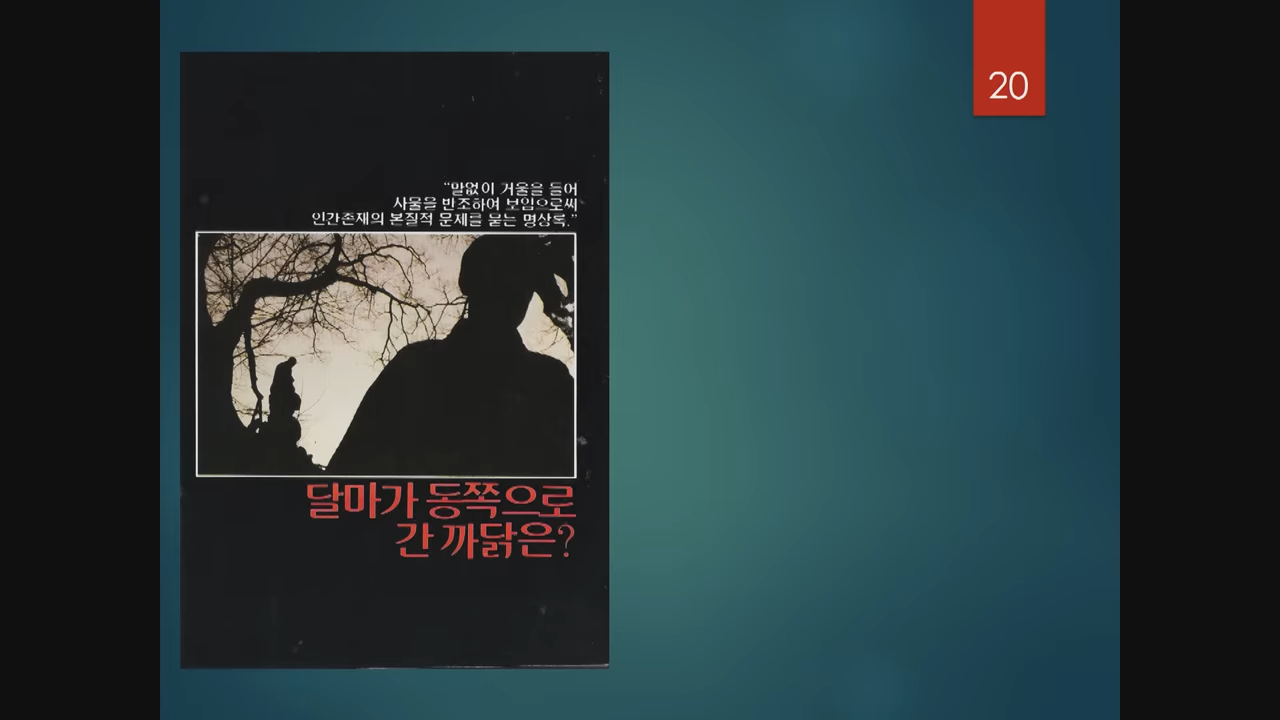 “말없이 거울을 들어
사물을 반조하여 보임으로써
인간존재의 본질적 문제를 묻는 명상록.”
달마가 동쪽으로
간 까닭은?
20